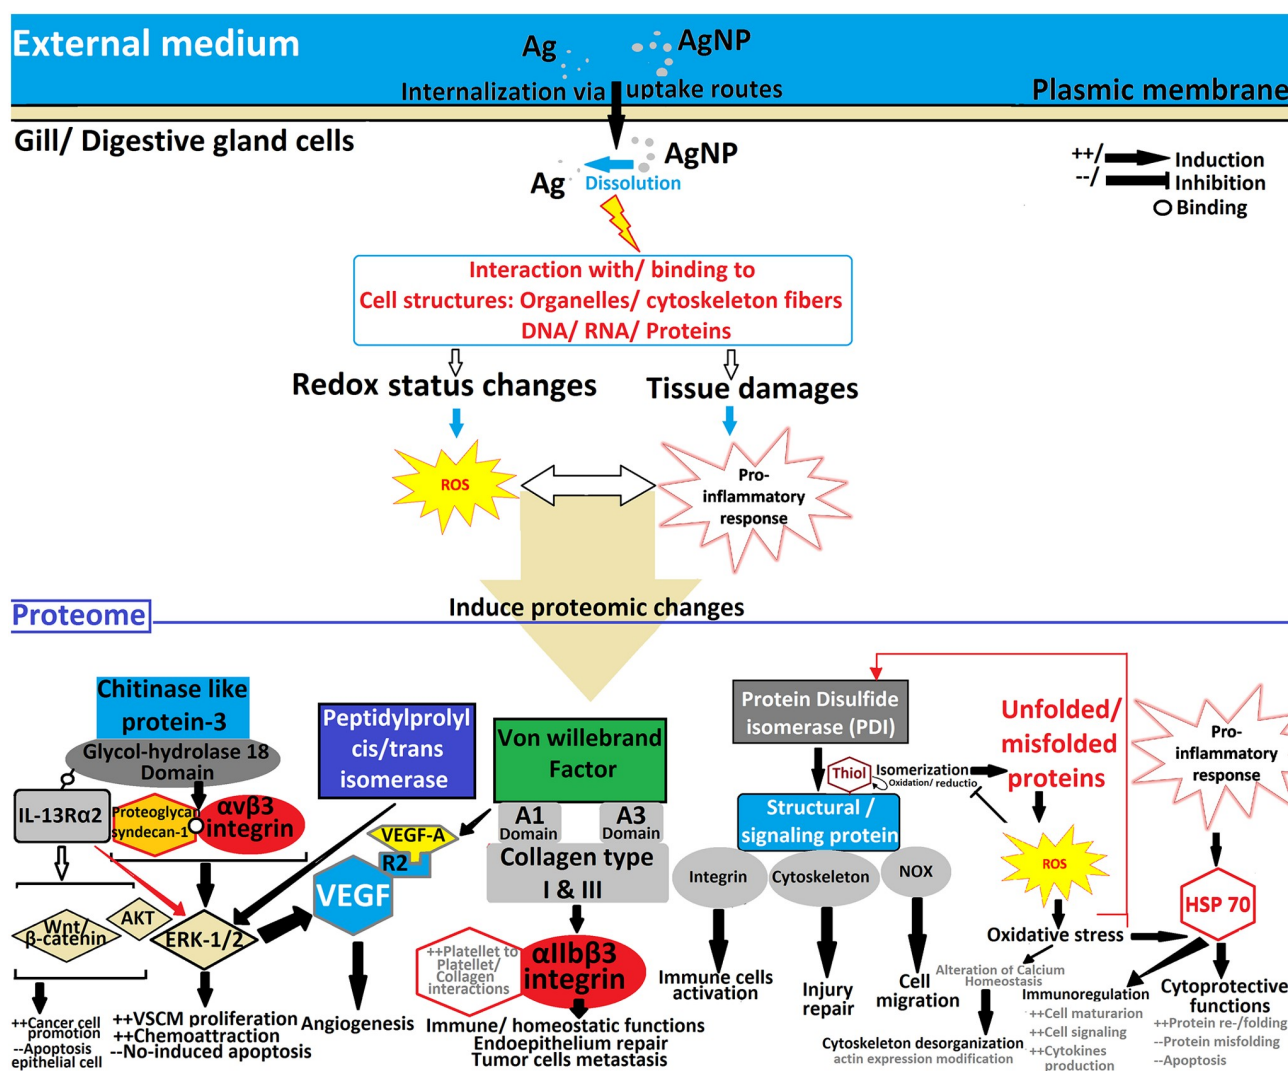 External medium
Ag
AgNP
Internalization via uptake routes
Plasmic membrane
Gill/ Digestive gland cells
AgNP
Ag
Dissolution
++/ Induction
--/ Inhibition
Binding
Interaction with/ binding to
Cell structures: Organelles/ cytoskeleton fibers
DNA/ RNA/ Proteins
Redox status changes
Tissue damages
ROS
Pro-
inflammatory
response
Induce proteomic changes
Proteome
Chitinase like
protein-3
Glycol-hydrolase 18
Domain
IL-13Rα2
Proteoglycan
syndecan-1
αvβ3
integrin
Wnt/
β-catenin
AKT
ERK-1/2
++Cancer cell
promotion
--Apoptosis
epithelial cell
++VSCM proliferation
++Chemoattraction
--No-induced apoptosis
Peptidylprolyl
cis/trans
isomerase
VEGF-A
R2
VEGF
Angiogenesis
Von willebrand
Factor
A1
Domain
A3
Domain
Collagen type
I & III
++Platellet to
Platellet/
Collagen
interactions
αIIbβ3
integrin
Immune/ homeostatic functions
Endoepithelium repair
Tumor cells metastasis
Protein Disulfide
isomerase (PDI)
Thiol
Isomerization
Oxidation/ reductio
Structural /
signaling protein
Integrin
Cytoskeleton
NOX
Immune cells
activation
Injury
repair
Cell
migration
Unfolded/
misfolded
proteins
ROS
Oxidative stress
Alteration of Calcium
Homeostasis
Cytoskeleton desorganization
actin expression modification
Pro-
inflammatory
response
HSP 70
Immunoregulation
++Cell maturarion
++Cell signaling
++Cytokines
production
Cytoprotective
functions
++Protein re-/folding
--Protein misfolding
--Apoptosis